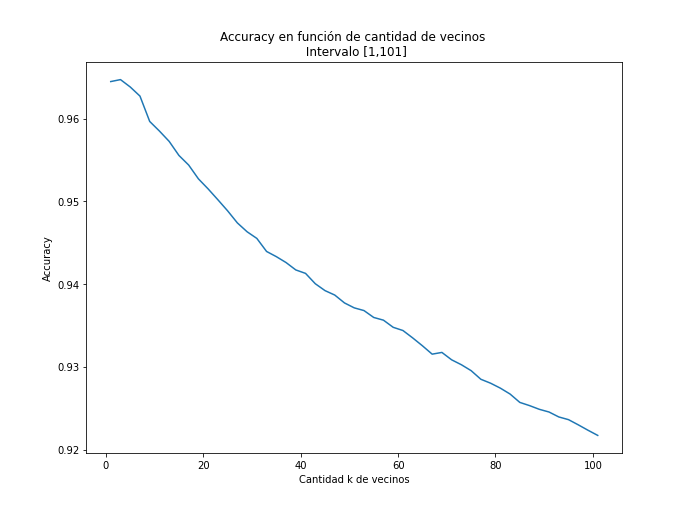 Accuracy en función de cantidad de vecinos
Intervalo [1,101]
0.96
0.95
0.94
0.93
0.92
Accuracy
0 20 40 60 80 100
Cantidad k de vecinos